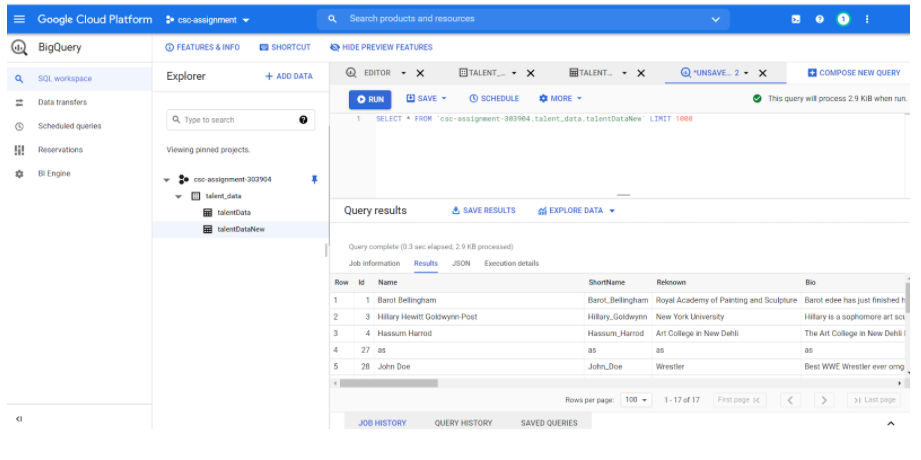 Google Cloud Platform csc-assignment Search products and resources 1
BigQuery FEATURES & INFO SHORTCUT HIDE PREVIEW FEATURES
SQL workspace
Data transfers
Scheduled queries
Reservations
BI Engine
Explorer + ADD DATA
Type to search
Viewing pinned projects.
csc-assignment-303904
talent_data
talentData
talentDataNew
EDITOR TALENT_... TALENT... *UNSAVE... 2 COMPOSE NEW QUERY
RUN SAVE SCHEDULE MORE This query will process 2.9 KiB when run.
1 SELECT * FROM `csc-assignment-303904.talent_data.talentDataNew` LIMIT 1000
Query results SAVE RESULTS EXPLORE DATA
Query complete (0.3 sec elapsed, 2.9 KB processed)
Job information Results JSON Execution details
Row Id Name ShortName Reknown Bio
1 1 Barot Bellingham Barot_Bellingham Royal Academy of Painting and Sculpture Barot edee has just finished h
2 3 Hillary Hewitt Goldwynn-Post Hillary_Goldwynn New York University Hillary is a sophomore art scu
3 4 Hassum Harrod Hassum_Harrod Art College in New Dehli The Art College in New Dehli
4 27 as as as as
5 28 John Doe John_Doe Wrestler Best WWE Wrestler ever omg
Rows per page: 100 1 - 17 of 17 First page Last page
JOB HISTORY QUERY HISTORY SAVED QUERIES